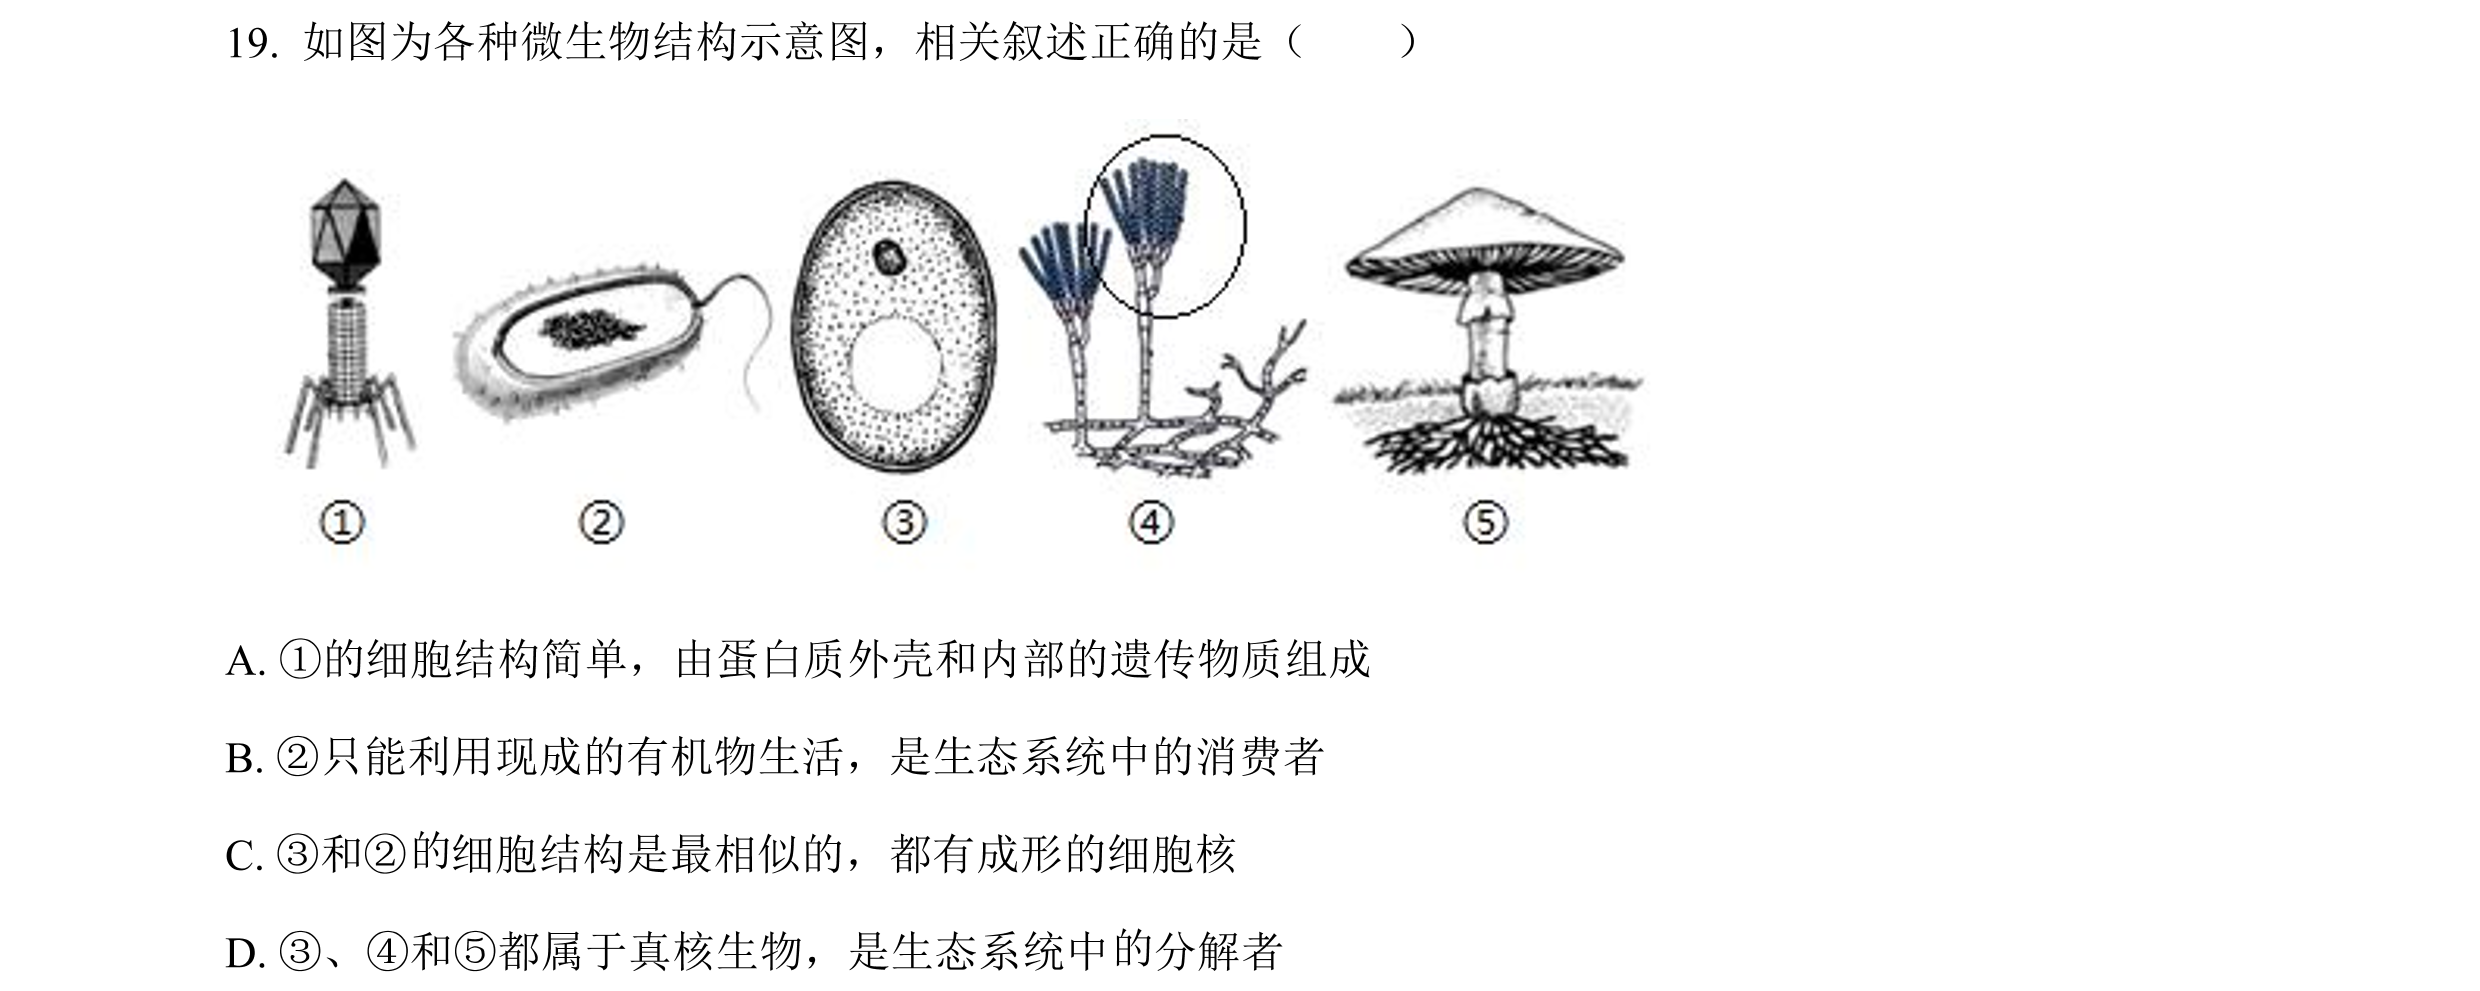 19. 如图为各种微生物结构示意图，相关叙述正确的是（　　）
① ② ③ ④ ⑤
A. ①的细胞结构简单，由蛋白质外壳和内部的遗传物质组成
B. ②只能利用现成的有机物生活，是生态系统中的消费者
C. ③和②的细胞结构是最相似的，都有成形的细胞核
D. ③、④和⑤都属于真核生物，是生态系统中的分解者